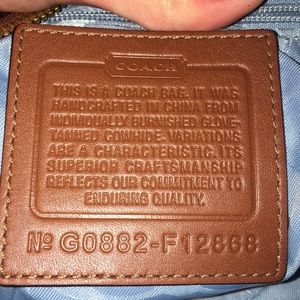 COACH
THIS IS A COACH BAG. IT WAS
HANDCRAFTED IN CHINA FROM
INDIVIDUALLY BURNISHED GLOVE-
TANNED COWHIDE. VARIATIONS
ARE A CHARACTERISTIC. ITS
SUPERIOR CRAFTSMANSHIP
REFLECTS OUR COMMITMENT TO
ENDURING QUALITY.
Nº G0882-F12868